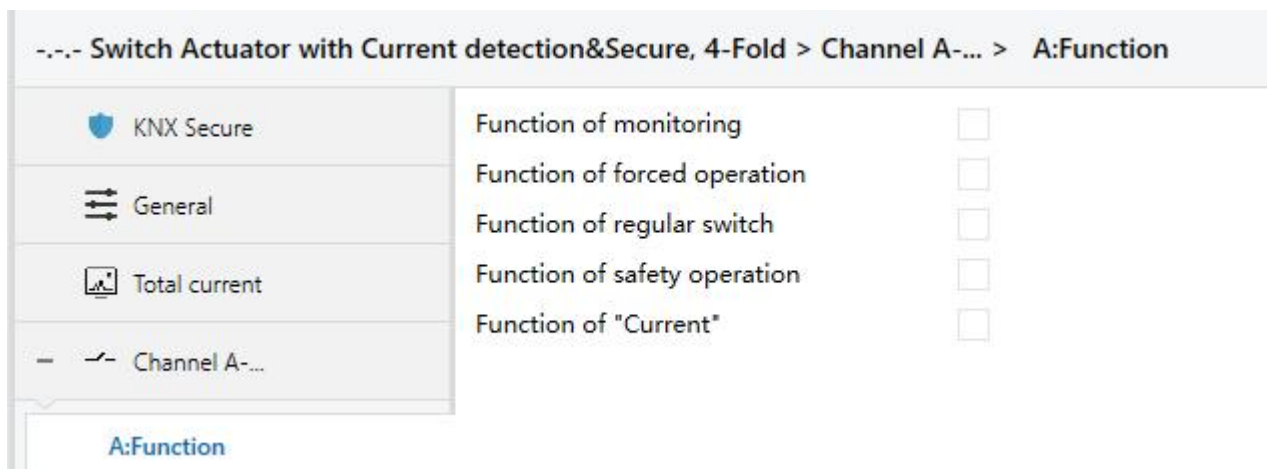 -.-.- Switch Actuator with Current detection&Secure, 4-Fold > Channel A-... > A:Function
KNX Secure
General
Total current
Channel A-...
A:Function
Function of monitoring
Function of forced operation
Function of regular switch
Function of safety operation
Function of "Current"